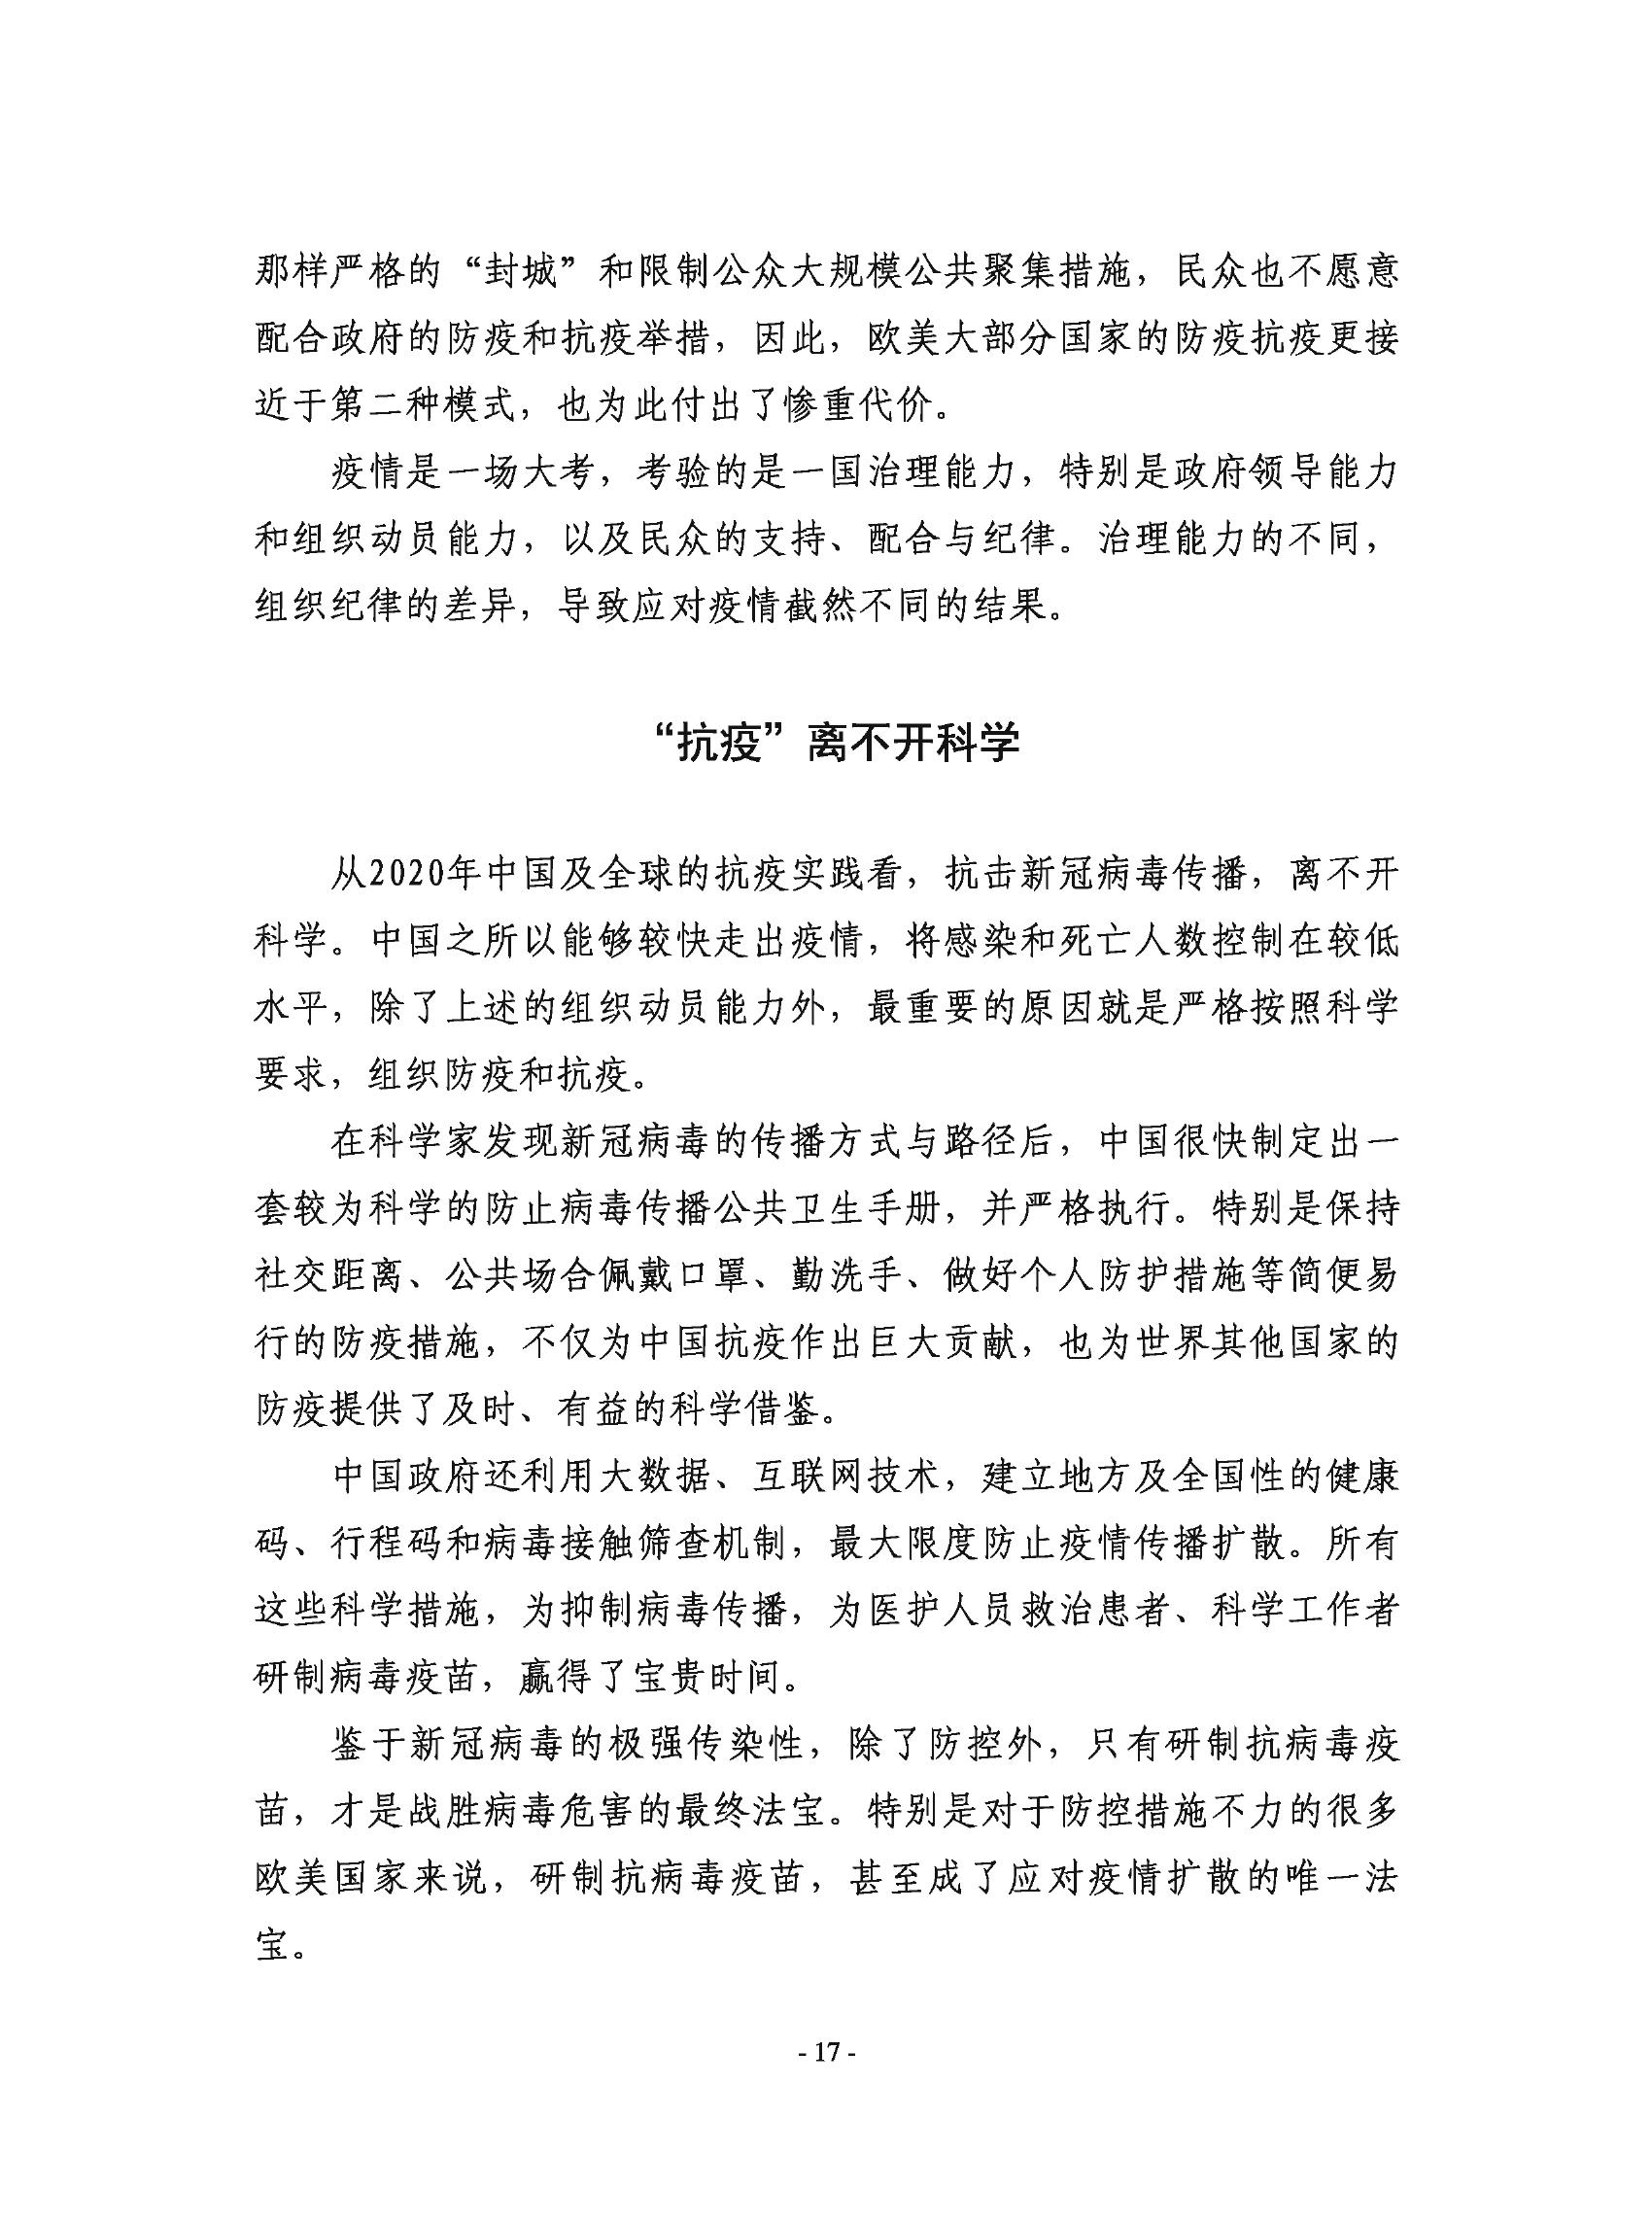 那样严格的“封城”和限制公众大规模公共聚集措施，民众也不愿意
配合政府的防疫和抗疫举措，因此，欧美大部分国家的防疫抗疫更接
近于第二种模式，也为此付出了惨重代价。
疫情是一场大考，考验的是一国治理能力，特别是政府领导能力
和组织动员能力，以及民众的支持、配合与纪律。治理能力的不同，
组织纪律的差异，导致应对疫情截然不同的结果。
“抗疫”离不开科学
从2020年中国及全球的抗疫实践看，抗击新冠病毒传播，离不开
科学。中国之所以能够较快走出疫情，将感染和死亡人数控制在较低
水平，除了上述的组织动员能力外，最重要的原因就是严格按照科学
要求，组织防疫和抗疫。
在科学家发现新冠病毒的传播方式与路径后，中国很快制定出一
套较为科学的防止病毒传播公共卫生手册，并严格执行。特别是保持
社交距离、公共场合佩戴口罩、勤洗手、做好个人防护措施等简便易
行的防疫措施，不仅为中国抗疫作出巨大贡献，也为世界其他国家的
防疫提供了及时、有益的科学借鉴。
中国政府还利用大数据、互联网技术，建立地方及全国性的健康
码、行程码和病毒接触筛查机制，最大限度防止疫情传播扩散。所有
这些科学措施，为抑制病毒传播，为医护人员救治患者、科学工作者
研制病毒疫苗，赢得了宝贵时间。
鉴于新冠病毒的极强传染性，除了防控外，只有研制抗病毒疫
苗，才是战胜病毒危害的最终法宝。特别是对于防控措施不力的很多
欧美国家来说，研制抗病毒疫苗，甚至成了应对疫情扩散的唯一法
宝。
- 17 -